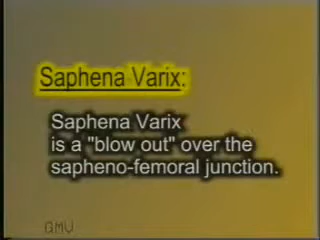 Saphena Varix:
Saphena Varix
is a "blow out" over the
sapheno-femoral junction.
GMV